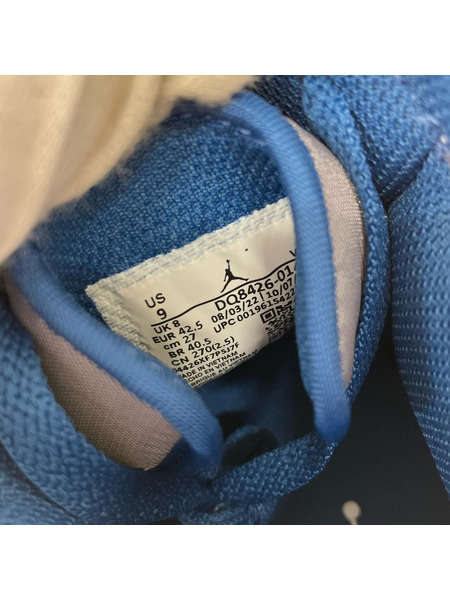 US
9
UK 8
EUR 42.5
cm 27
BR 40.5
CN 270(2.5)
DQ8426-01
08/03/22
10/07
UPC 00196154
MADE IN VIETNAM